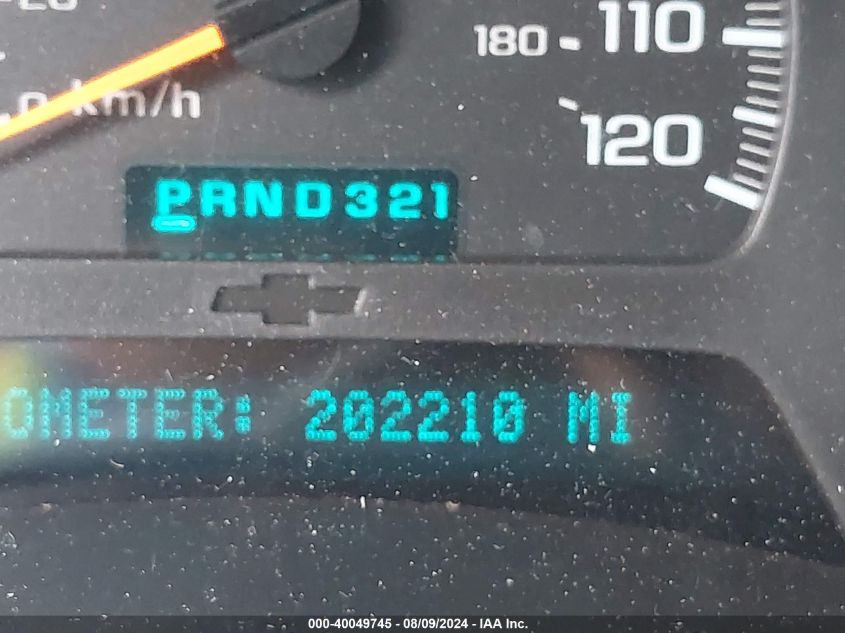 180 110
km/h
120
PRND321
OMETER: 202210 MI
000-40049745 - 08/09/2024 - IAA Inc.